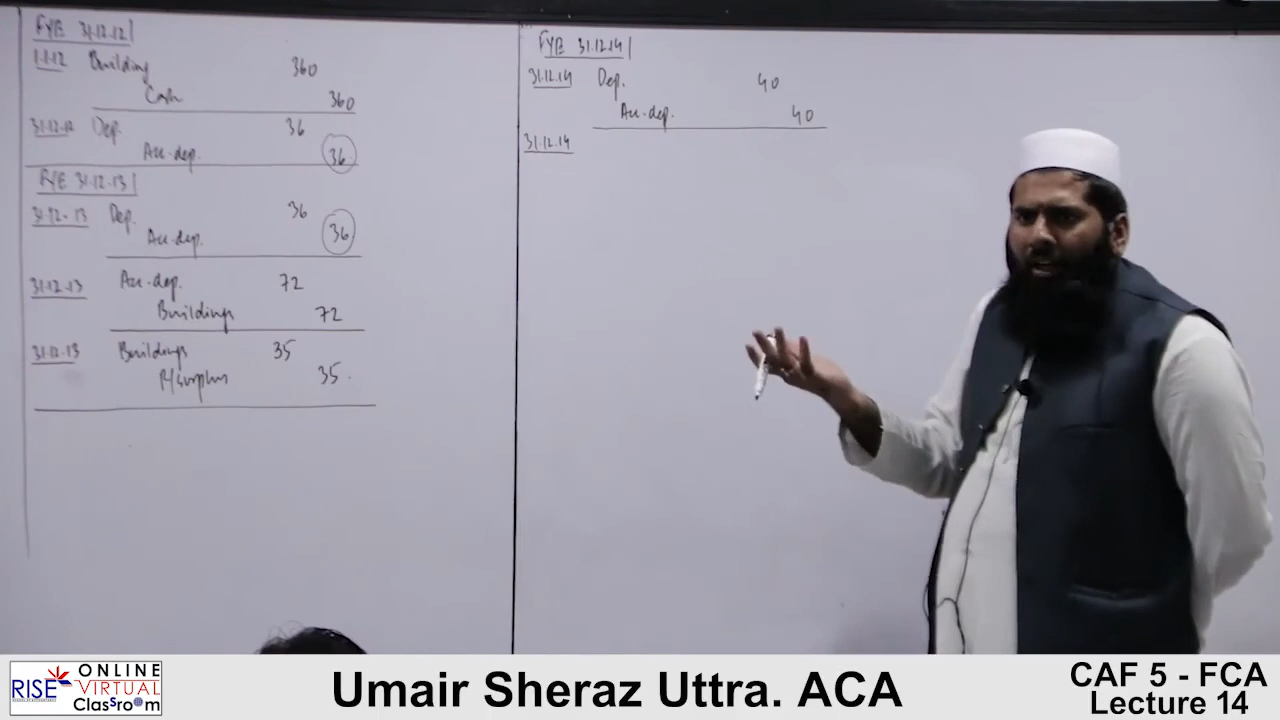 FYE 31.12.12
1.1.12 Building 360
Cash 360
31.12.12 Dep. 36
Acc-dep. 36
FYE 31.12.13
31.12.13 Dep. 36
Acc-dep. 36
31.12.13 Acc-dep. 72
Buildings 72
31.12.13 Buildings 35
R/surplus 35
FYE 31.12.14
31.12.14 Dep. 40
Acc-dep. 40
31.12.14
RISE
ONLINE
VIRTUAL
Classroom
Umair Sheraz Uttra. ACA
CAF 5 - FCA
Lecture 14